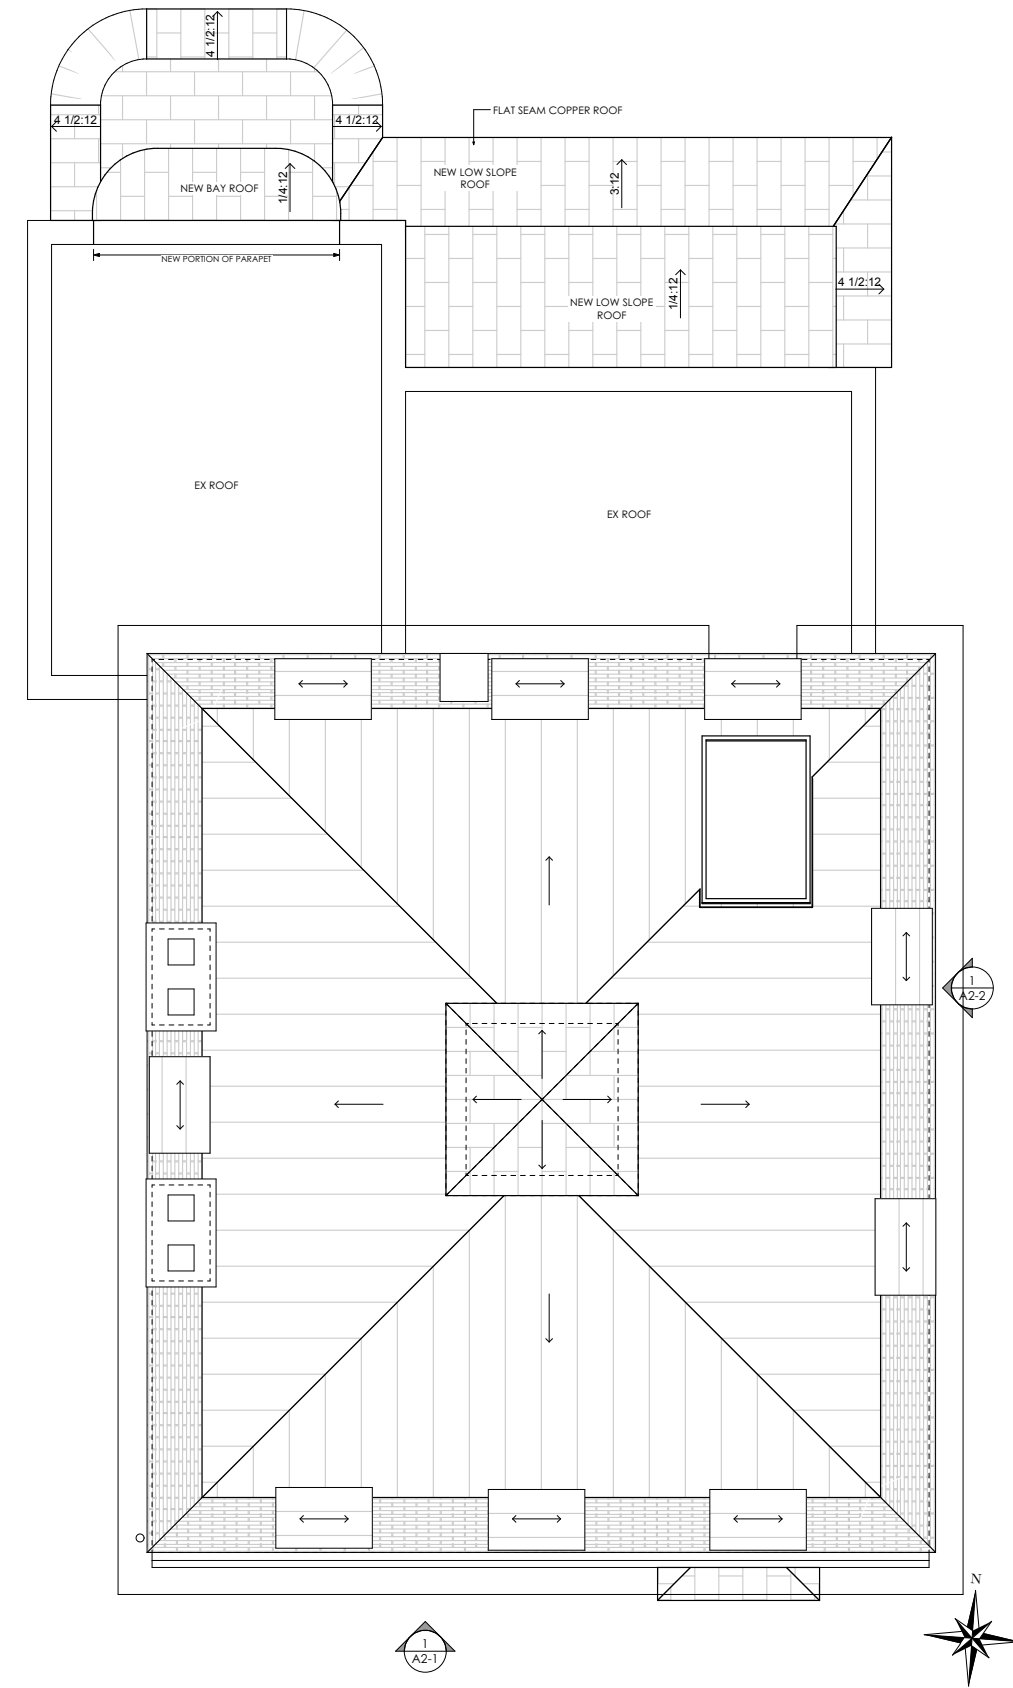 4 1/2:12
FLAT SEAM COPPER ROOF
4 1/2:12
4 1/2:12
NEW LOW SLOPE
ROOF
3:12
NEW BAY ROOF
1/4:12
NEW PORTION OF PARAPET
4 1/2:12
NEW LOW SLOPE
ROOF
1/4:12
EX ROOF
EX ROOF
1
A2-2
N
1
A2-1